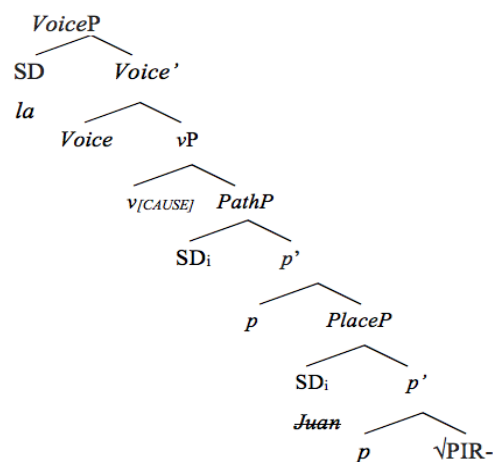 VoiceP
SD Voice’
la
Voice vP
v[CAUSE] PathP
SDi p’
p PlaceP
SDi p’
Juan
p √PIR-